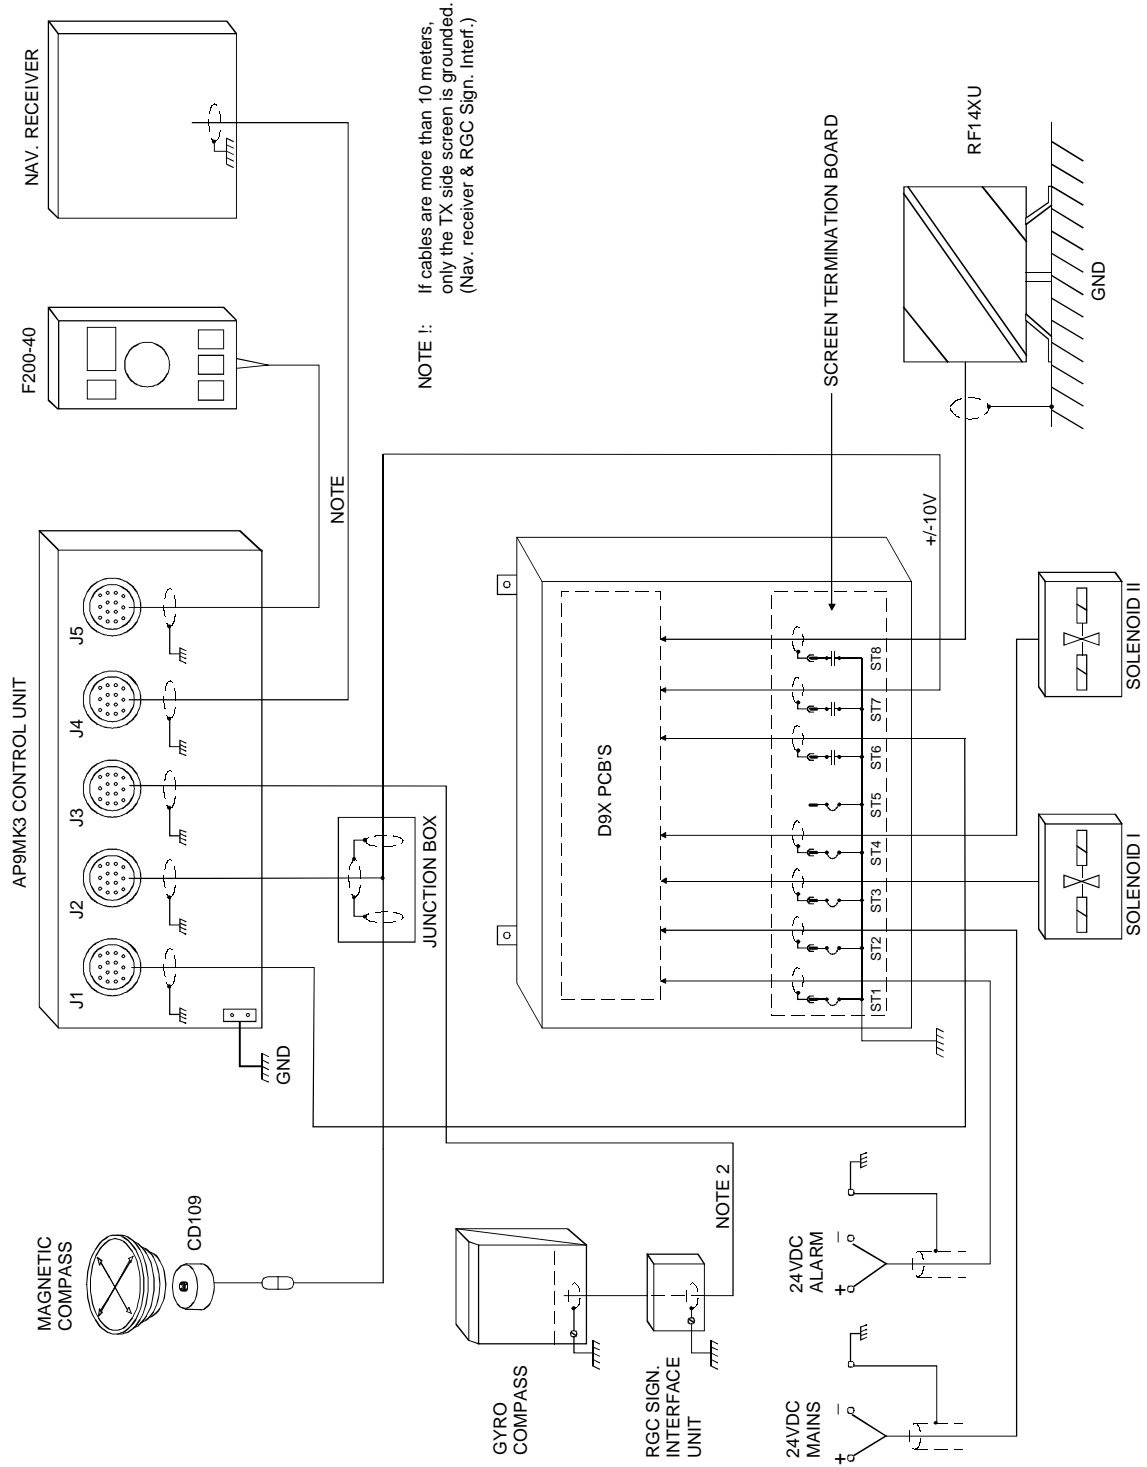 MAGNETIC
COMPASS
CD109
AP9MK3 CONTROL UNIT
J1
J2
J3
J4
J5
GND
F200-40
NAV. RECEIVER
NOTE
NOTE !:
If cables are more than 10 meters,
only the TX side screen is grounded.
(Nav. receiver & RGC Sign. Interf.)
JUNCTION BOX
GYRO
COMPASS
RGC SIGN.
INTERFACE
UNIT
NOTE 2
D9X PCB'S
ST1
ST2
ST3
ST4
ST5
ST6
ST7
ST8
SCREEN TERMINATION BOARD
+/-10V
RF14XU
GND
24VDC
MAINS
+
–
24VDC
ALARM
+
–
SOLENOID I
SOLENOID II